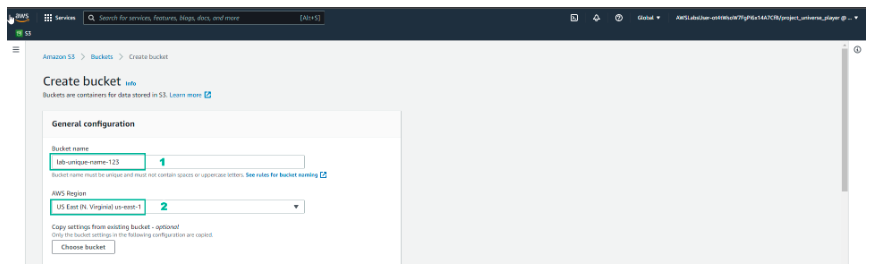 aws
Services
Search for services, features, blogs, docs, and more
[Alt+S]
Global
S3
Amazon S3 > Buckets > Create bucket
Create bucket Info
Buckets are containers for data stored in S3. Learn more
General configuration
Bucket name
lab-unique-name-123
1
Bucket name must be unique and must not contain spaces or uppercase letters. See rules for bucket naming
AWS Region
US East (N. Virginia) us-east-1
2
Copy settings from existing bucket - optional
Only the bucket settings in the following configuration are copied.
Choose bucket